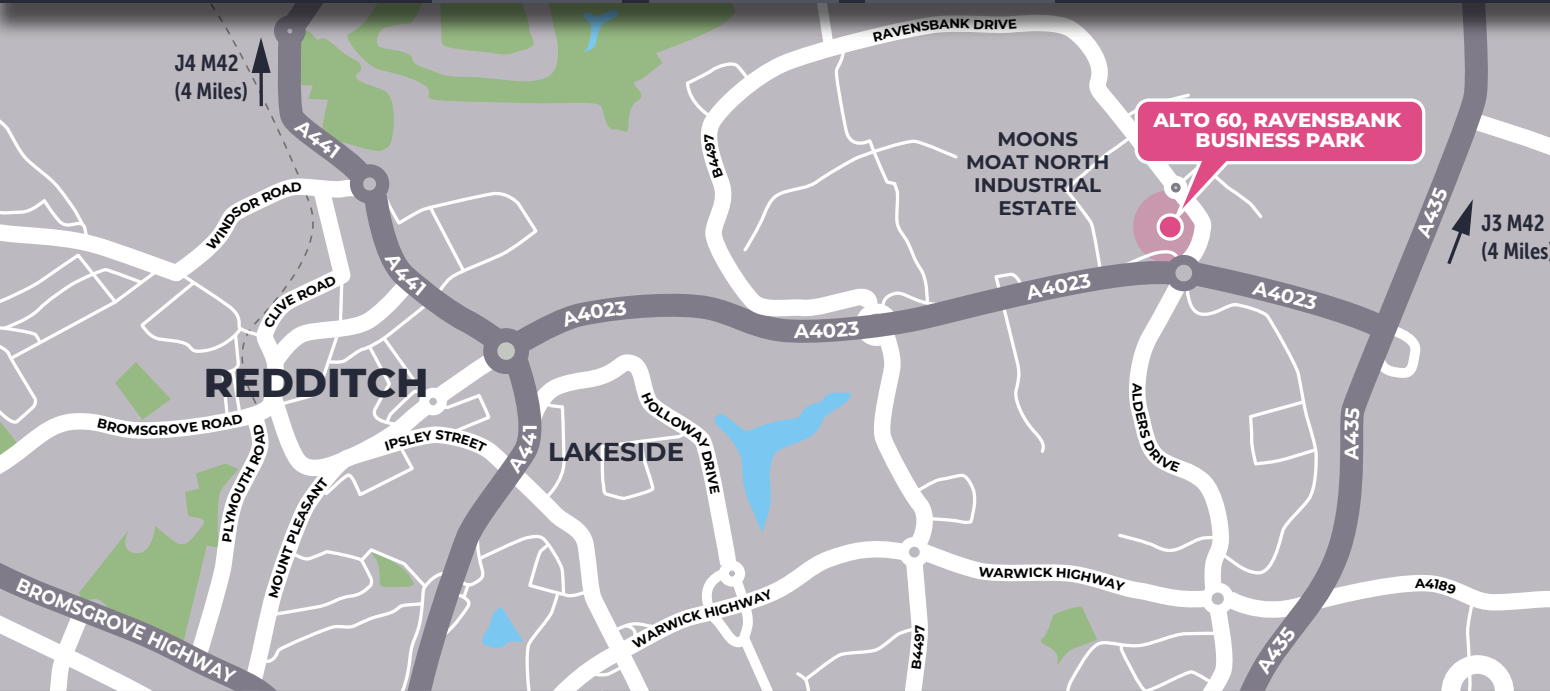 RAVENSBANK DRIVE
J4 M42
(4 Miles)
A441
B4497
MOONS
MOAT NORTH
INDUSTRIAL
ESTATE
ALTO 60, RAVENSBANK
BUSINESS PARK
A435
J3 M42
(4 Miles)
WINDSOR ROAD
A441
CLIVE ROAD
A4023
A4023
A4023
A4023
REDDITCH
BROMSGROVE ROAD
IPSLEY STREET
A441
LAKESIDE
HOLLOWAY DRIVE
ALDERS DRIVE
A435
PLYMOUTH ROAD
MOUNT PLEASANT
BROMSGROVE HIGHWAY
WARWICK HIGHWAY
WARWICK HIGHWAY
A4189
B4497
A435